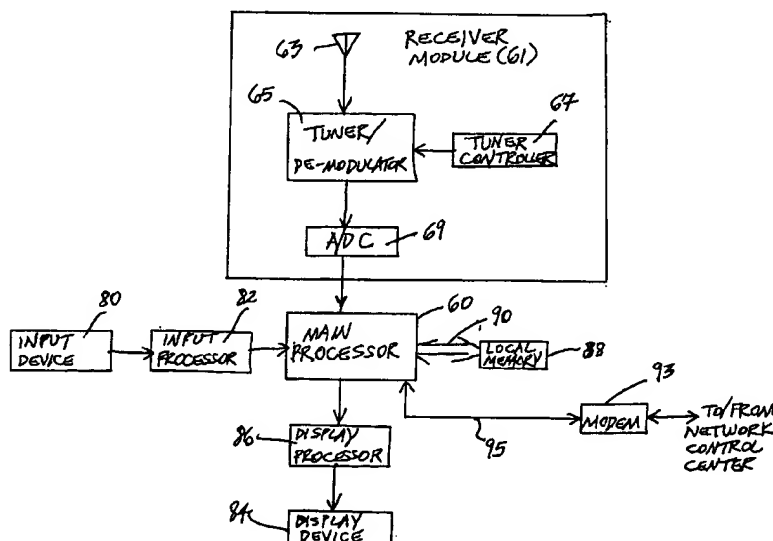 63
RECEIVER
MODULE (61)
65
67
TUNER/
DE-MODULATOR
TUNER
CONTROLLER
ADC
69
80
82
60
90
INPUT
DEVICE
INPUT
PROCESSOR
MAIN
PROCESSOR
LOCAL
MEMORY
88
93
MODEM
TO/FROM
NETWORK
CONTROL
CENTER
95
86
DISPLAY
PROCESSOR
84
DISPLAY
DEVICE